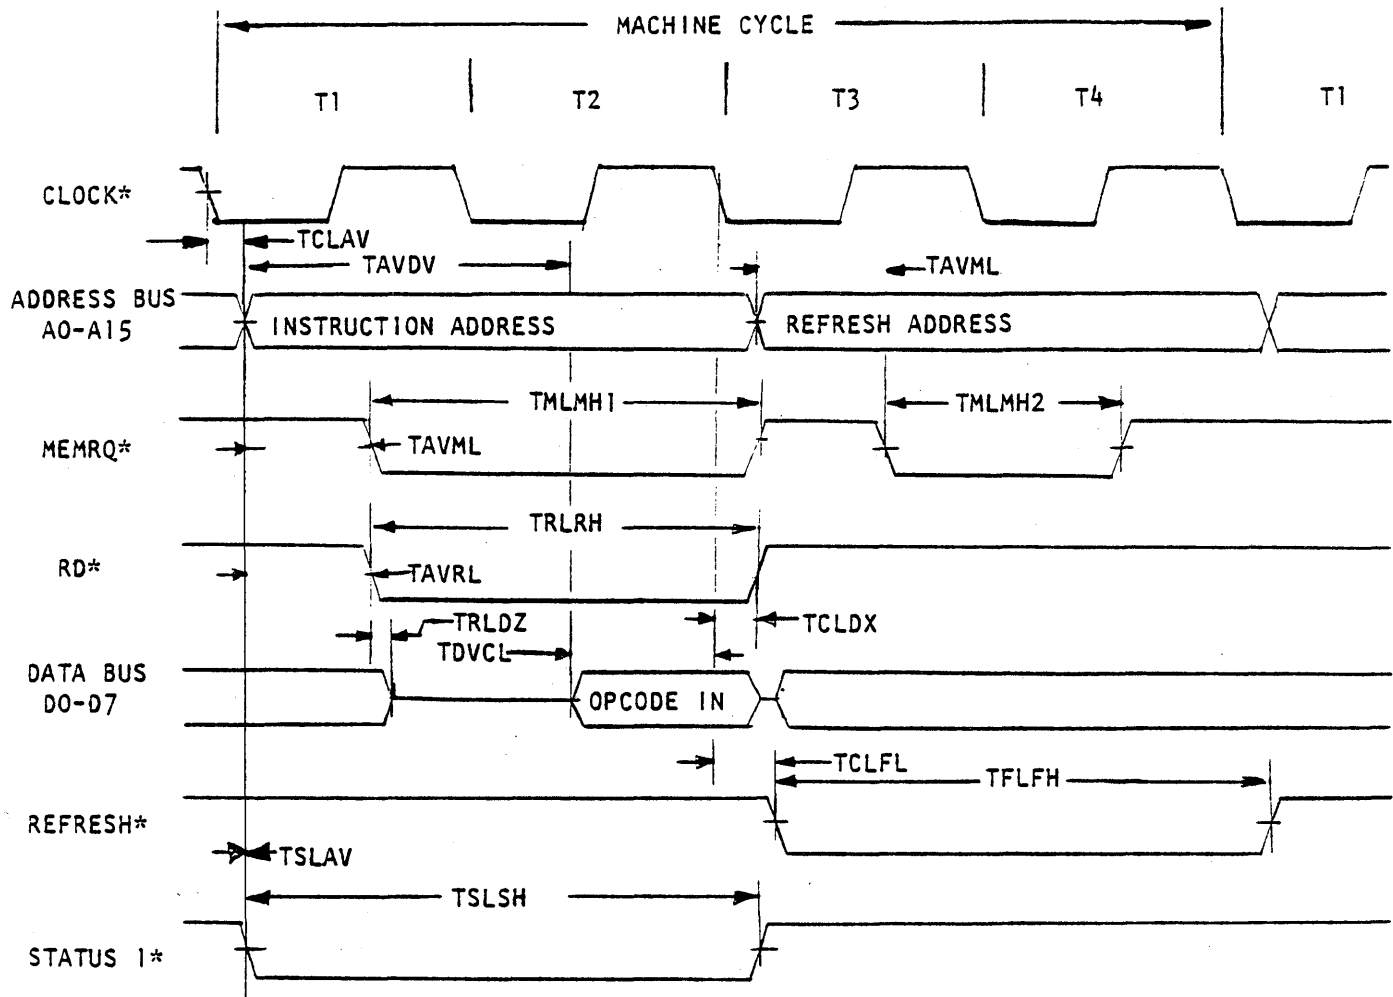 MACHINE CYCLE
T1 T2 T3 T4 T1
CLOCK*
TCLAV
TAVDV TAVML
ADDRESS BUS
A0-A15
INSTRUCTION ADDRESS REFRESH ADDRESS
TMLMH1 TMLMH2
MEMRQ*
TAVML
TRLRH
RD*
TAVRL
TRLDZ TCLDX
TDVCL
DATA BUS
D0-D7
OPCODE IN
TCLFL
TFLFH
REFRESH*
TSLAV
TSLSH
STATUS 1*